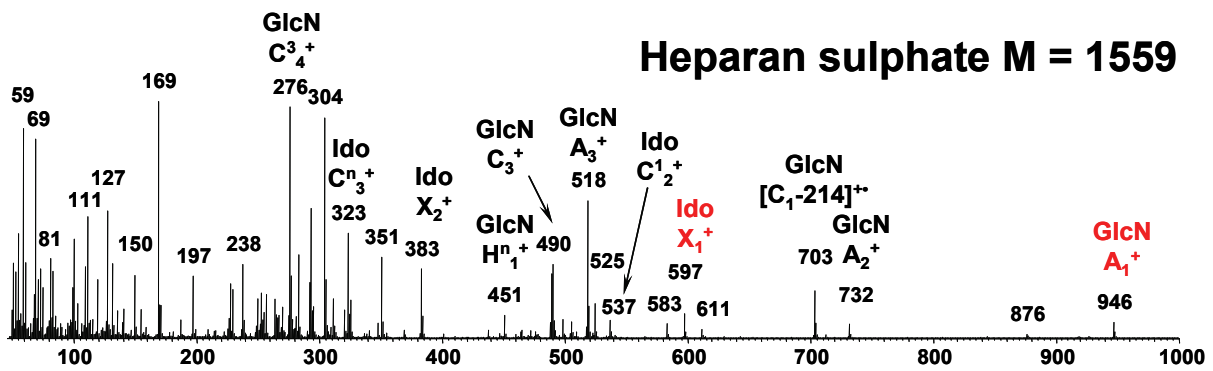 Heparan sulphate M = 1559
GlcN
C³₄⁺
276
59
69
81
111
127
150
169
197
238
304
Ido
Cⁿ₃⁺
323
351
Ido
X₂⁺
383
GlcN
Hⁿ₁⁺
451
GlcN
C₃⁺
490
GlcN
A₃⁺
518
525
Ido
C¹₂⁺
537
583
Ido
X₁⁺
597
611
GlcN
[C₁-214]⁺•
703
GlcN
A₂⁺
732
876
GlcN
A₁⁺
946
100 200 300 400 500 600 700 800 900 1000